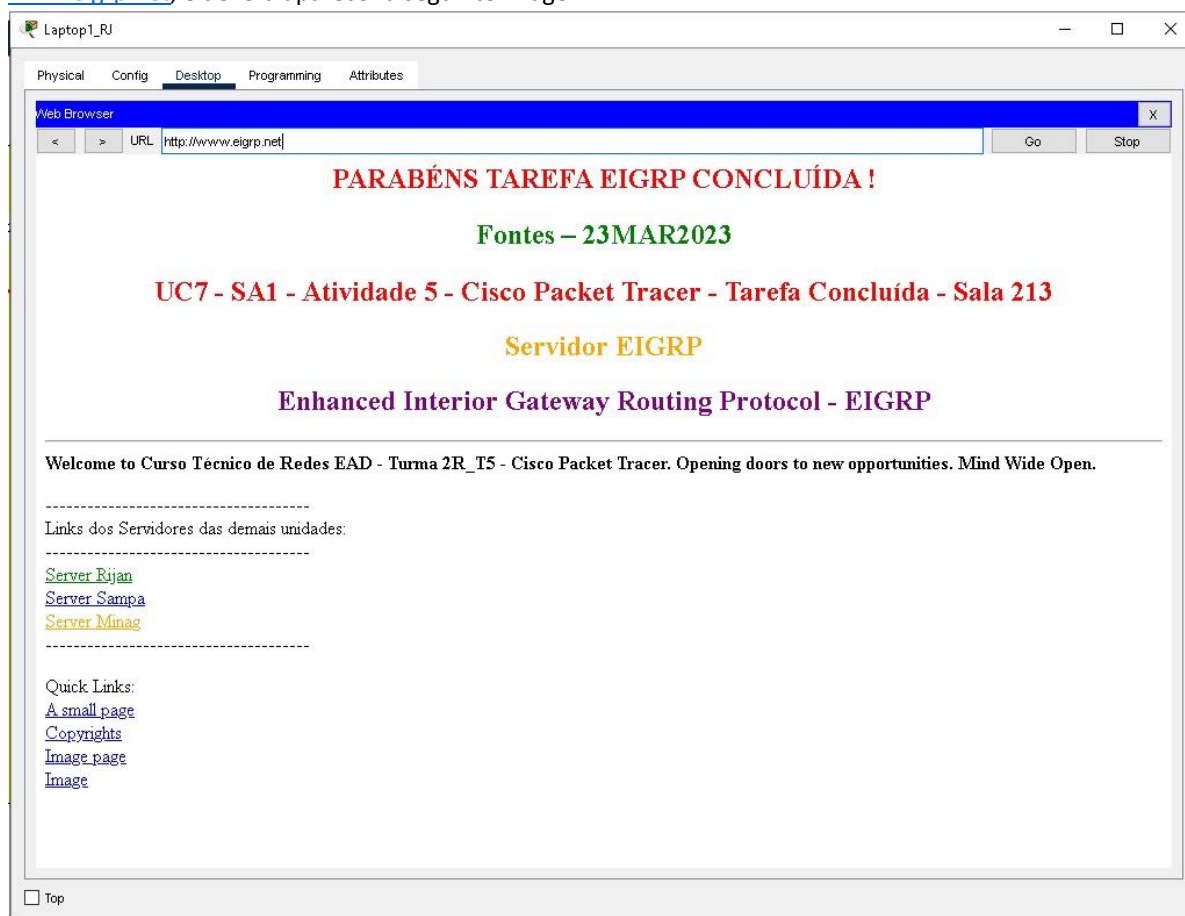 Laptop1_RJ
Physical Config Desktop Programming Attributes
Web Browser X
< > URL http://www.eigrp.net Go Stop
PARABÉNS TAREFA EIGRP CONCLUÍDA !
Fontes – 23MAR2023
UC7 - SA1 - Atividade 5 - Cisco Packet Tracer - Tarefa Concluída - Sala 213
Servidor EIGRP
Enhanced Interior Gateway Routing Protocol - EIGRP
Welcome to Curso Técnico de Redes EAD - Turma 2R_T5 - Cisco Packet Tracer. Opening doors to new opportunities. Mind Wide Open.
--------------------------------------
Links dos Servidores das demais unidades:
--------------------------------------
Server Rijan
Server Sampa
Server Minag
--------------------------------------
Quick Links:
A small page
Copyrights
Image page
Image
Top